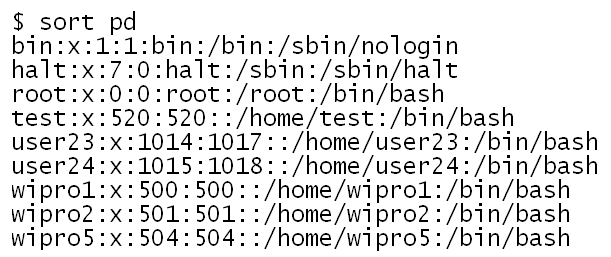 $ sort pd
bin:x:1:1:bin:/bin:/sbin/nologin
halt:x:7:0:halt:/sbin:/sbin/halt
root:x:0:0:root:/root:/bin/bash
test:x:520:520::/home/test:/bin/bash
user23:x:1014:1017::/home/user23:/bin/bash
user24:x:1015:1018::/home/user24:/bin/bash
wipro1:x:500:500::/home/wipro1:/bin/bash
wipro2:x:501:501::/home/wipro2:/bin/bash
wipro5:x:504:504::/home/wipro5:/bin/bash